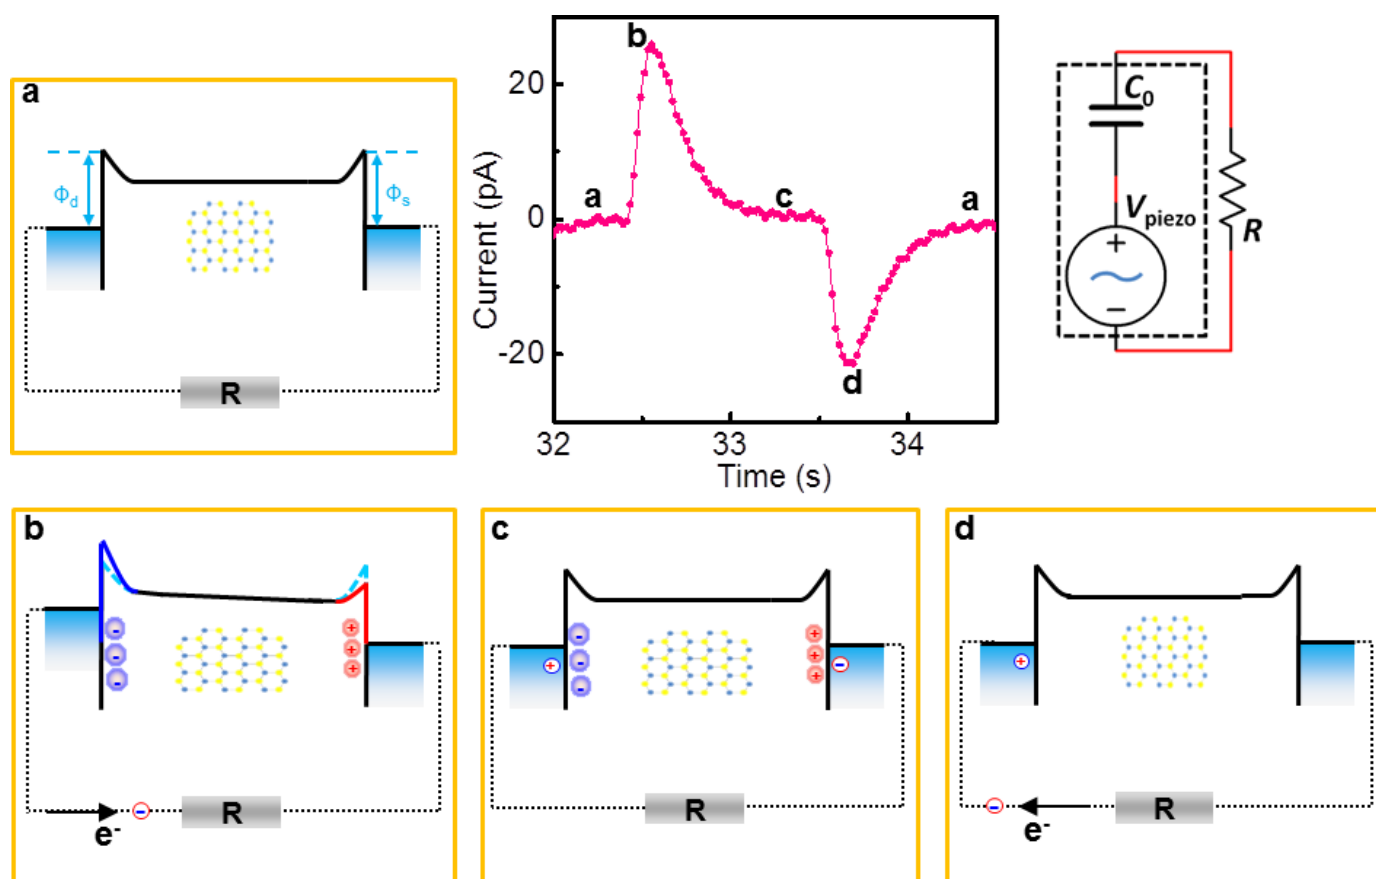 a
Φd
Φs
R
b
a
c
a
d
20
0
-20
Current (pA)
32
33
34
Time (s)
C0
Vpiezo
+
−
R
b
- + 
- +
- +
e-
-
R
c
- +
+ - + -
- +
R
d
+
-
e-
R